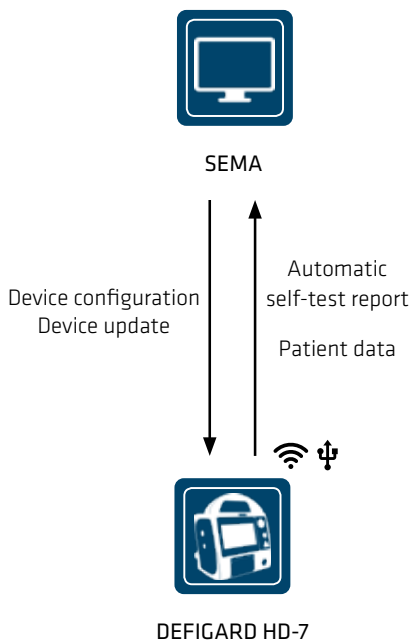 SEMA
Device configuration
Device update
Automatic
self-test report
Patient data
DEFIGARD HD-7